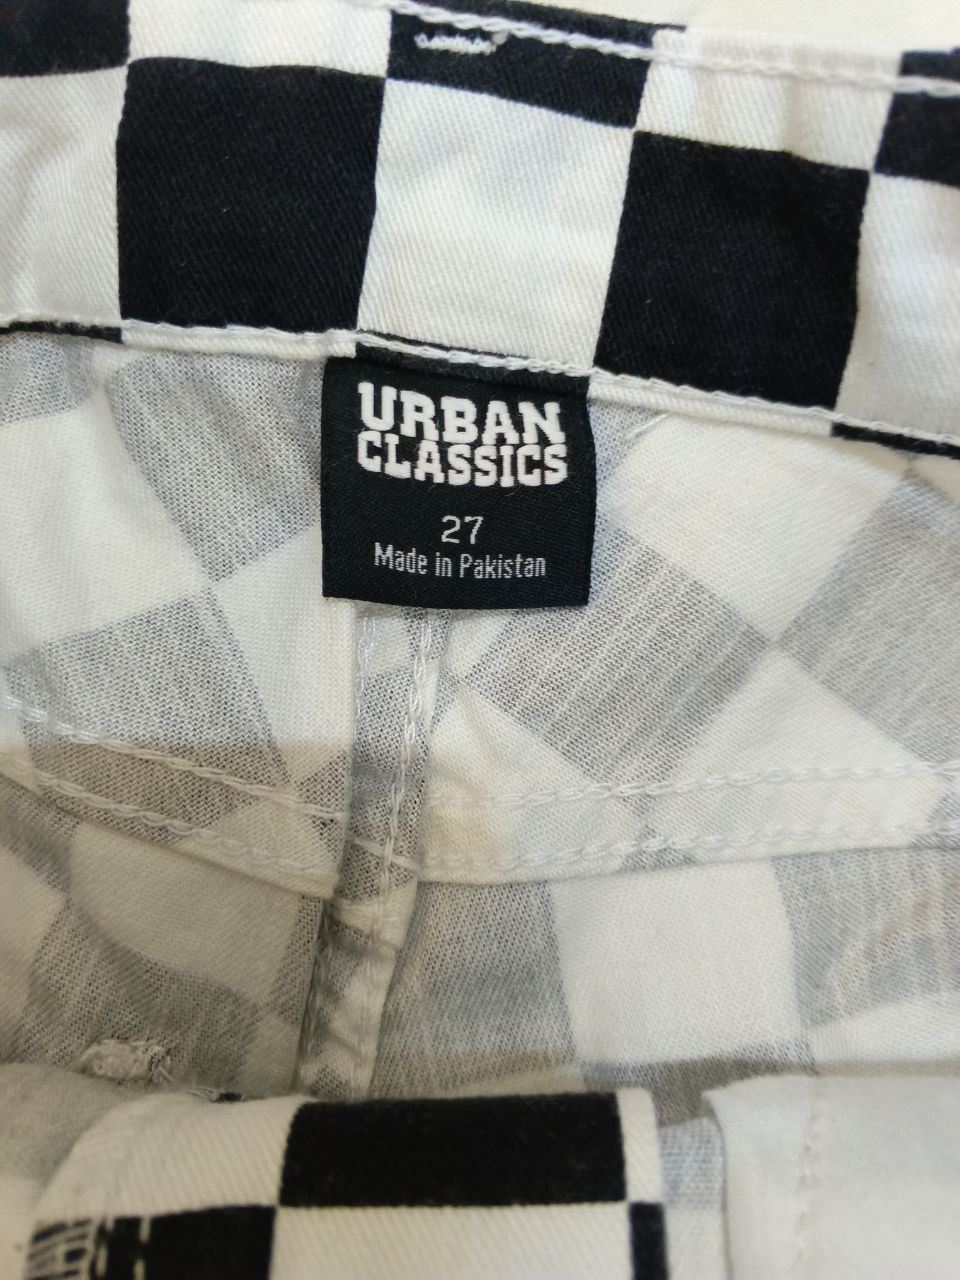 URBAN
CLASSICS
27
Made in Pakistan